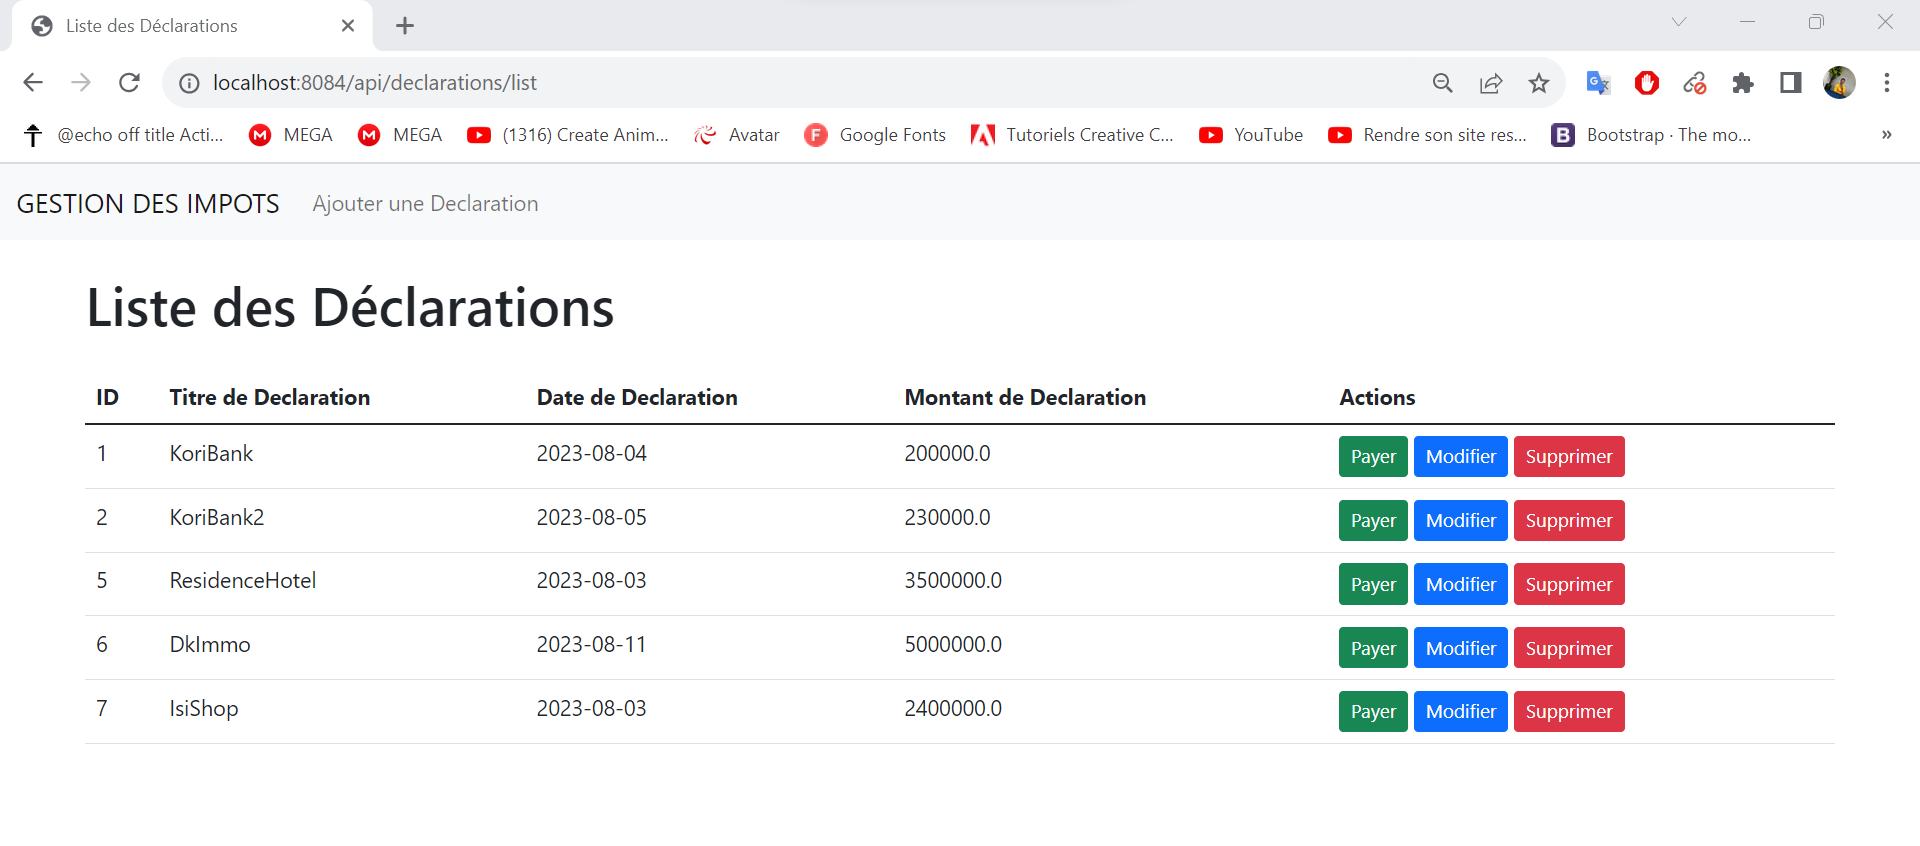 Liste des Déclarations
localhost:8084/api/declarations/list
@echo off title Acti... MEGA MEGA (1316) Create Anim... Avatar F Google Fonts Tutoriels Creative C... YouTube Rendre son site res... B Bootstrap · The mo... »
GESTION DES IMPOTS Ajouter une Declaration
Liste des Déclarations
ID Titre de Declaration Date de Declaration Montant de Declaration Actions
1 KoriBank 2023-08-04 200000.0 Payer Modifier Supprimer
2 KoriBank2 2023-08-05 230000.0 Payer Modifier Supprimer
5 ResidenceHotel 2023-08-03 3500000.0 Payer Modifier Supprimer
6 DkImmo 2023-08-11 5000000.0 Payer Modifier Supprimer
7 IsiShop 2023-08-03 2400000.0 Payer Modifier Supprimer